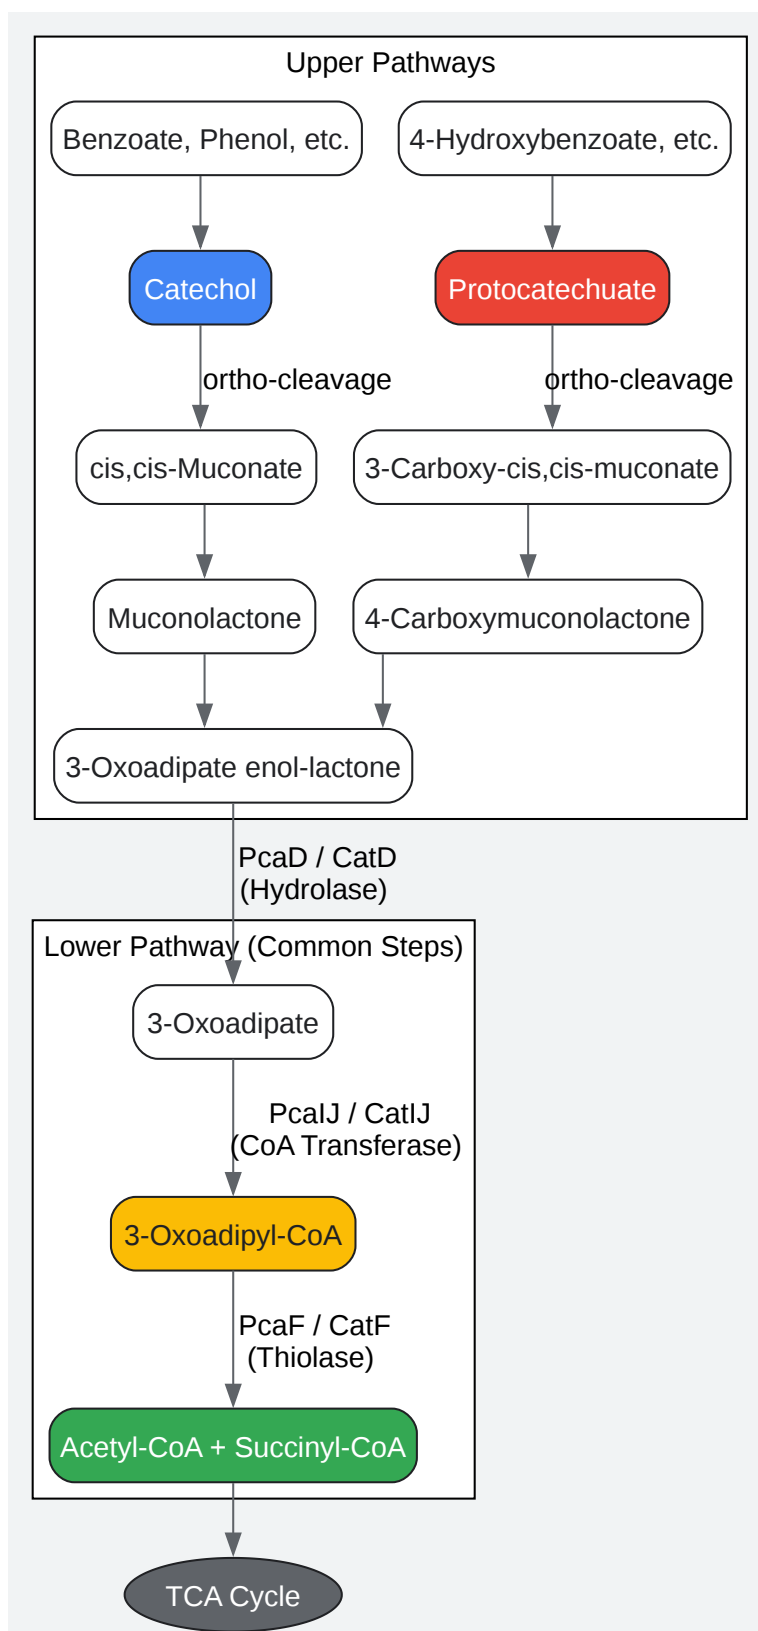 Upper Pathways
Benzoate, Phenol, etc.
4-Hydroxybenzoate, etc.
Catechol
Protocatechuate
ortho-cleavage
ortho-cleavage
cis,cis-Muconate
3-Carboxy-cis,cis-muconate
Muconolactone
4-Carboxymuconolactone
3-Oxoadipate enol-lactone
PcaD / CatD
(Hydrolase)
Lower Pathway (Common Steps)
3-Oxoadipate
PcaIJ / CatIJ
(CoA Transferase)
3-Oxoadipyl-CoA
PcaF / CatF
(Thiolase)
Acetyl-CoA + Succinyl-CoA
TCA Cycle